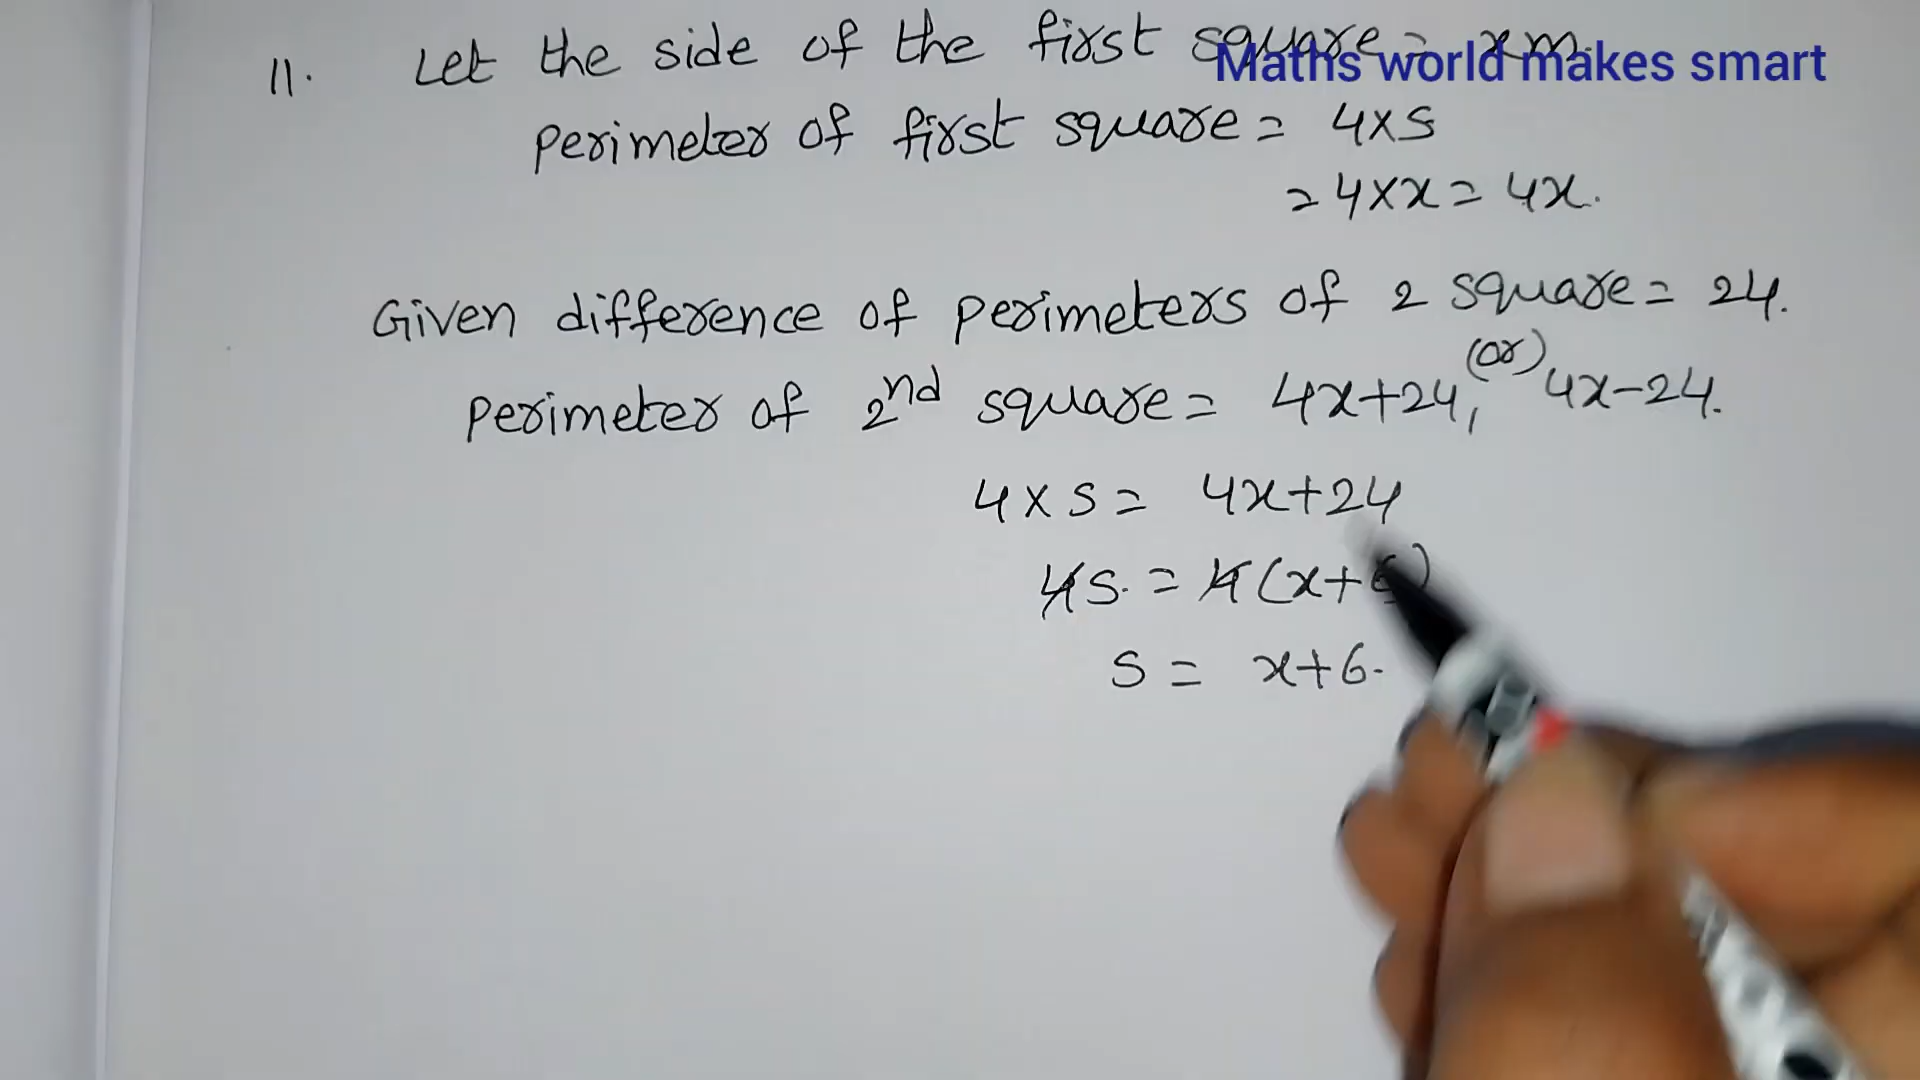 11. Let the side of the first square = x m.
Maths world makes smart
perimeter of first square = 4×s
= 4×x = 4x.
Given difference of perimeters of 2 square = 24.
perimeter of 2nd square = 4x+24, (or) 4x-24.
4×s = 4x+24
4s. = 4(x+6)
s = x+6.